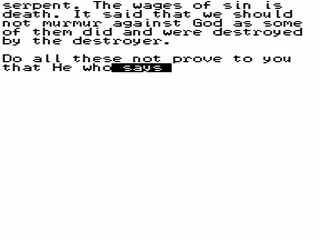 serpent. The wages of sin is
death. It said that we should
not murmur against God as some
of them did and were destroyed
by the destroyer.
Do all these not prove to you
that He who says